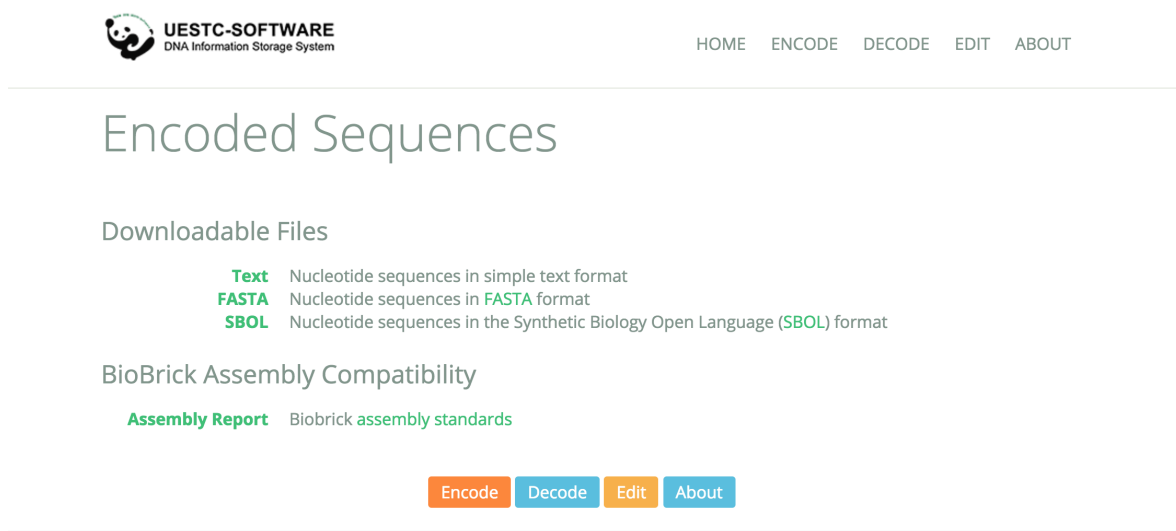 UESTC-SOFTWARE
DNA Information Storage System
HOME ENCODE DECODE EDIT ABOUT
Encoded Sequences
Downloadable Files
Text Nucleotide sequences in simple text format
FASTA Nucleotide sequences in FASTA format
SBOL Nucleotide sequences in the Synthetic Biology Open Language (SBOL) format
BioBrick Assembly Compatibility
Assembly Report Biobrick assembly standards
Encode Decode Edit About